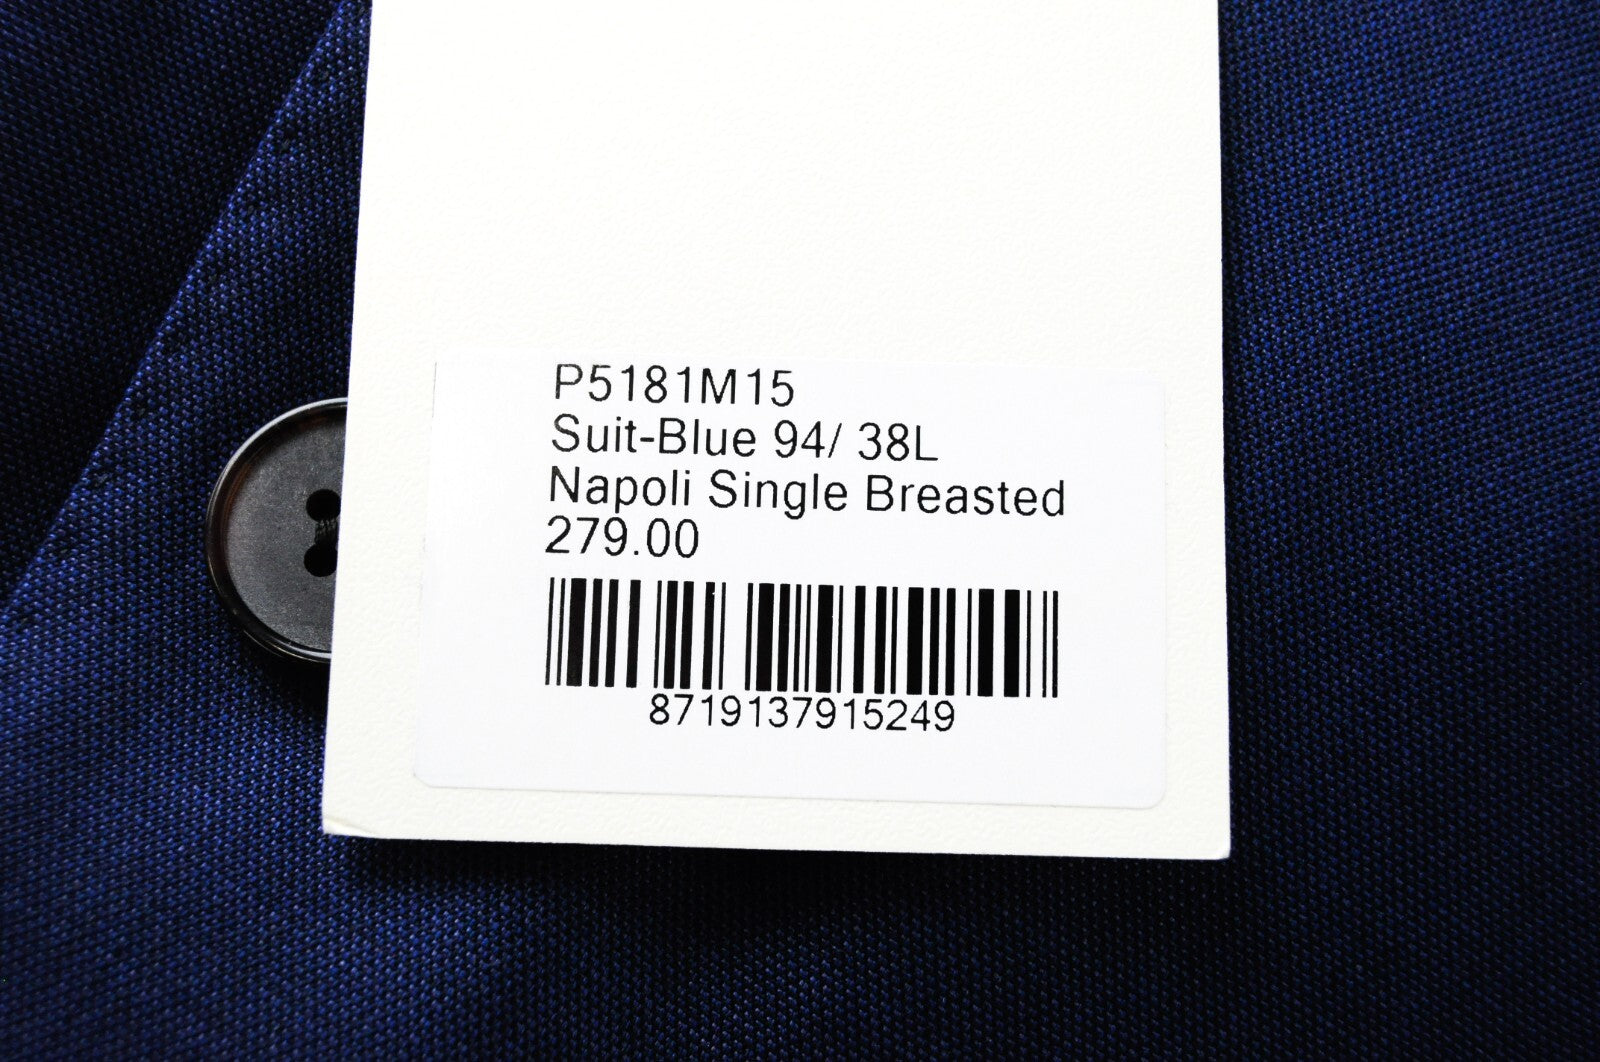 P5181M15
Suit-Blue 94/ 38L
Napoli Single Breasted
279.00
8719137915249